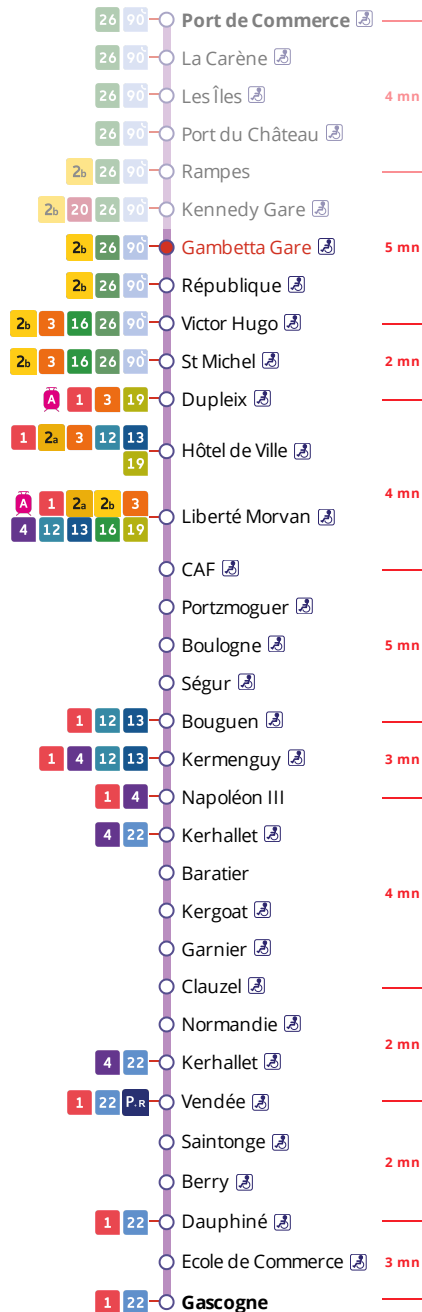 26 90 Port de Commerce
26 90 La Carène
26 90 Les Îles 4 mn
26 90 Port du Château
2b 26 90 Rampes
2b 20 26 90 Kennedy Gare
2b 26 90 Gambetta Gare 5 mn
2b 26 90 République
2b 3 16 26 90 Victor Hugo
2b 3 16 26 90 St Michel 2 mn
A 1 3 19 Dupleix
1 2a 3 12 13
19
Hôtel de Ville
4 mn
A 1 2a 2b 3
4 12 13 16 19
Liberté Morvan
CAF
Portzmoguer
Boulogne 5 mn
Ségur
1 12 13 Bouguen
1 4 12 13 Kermenguy 3 mn
1 4 Napoléon III
4 22 Kerhallet
Baratier
4 mn
Kergoat
Garnier
Clauzel
Normandie
2 mn
4 22 Kerhallet
1 22 P+R Vendée
Saintonge
2 mn
Berry
1 22 Dauphiné
Ecole de Commerce 3 mn
1 22 Gascogne